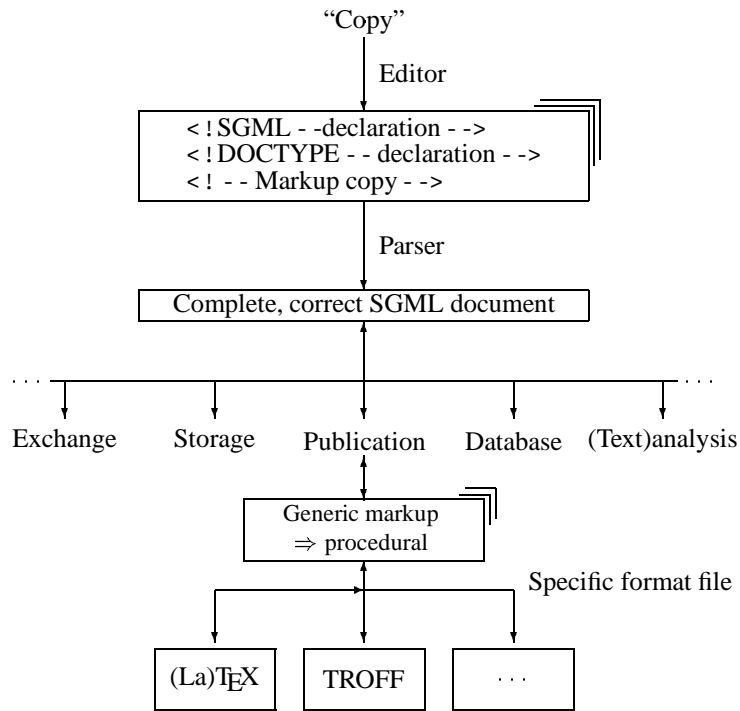 “Copy”
Editor
< ! SGML - -declaration - ->
< ! DOCTYPE - - declaration - ->
< ! - - Markup copy - ->
Parser
Complete, correct SGML document
. . . . . .
Exchange Storage Publication Database (Text)analysis
Generic markup
⇒ procedural
Specific format file
(La)TEX TROFF . . .